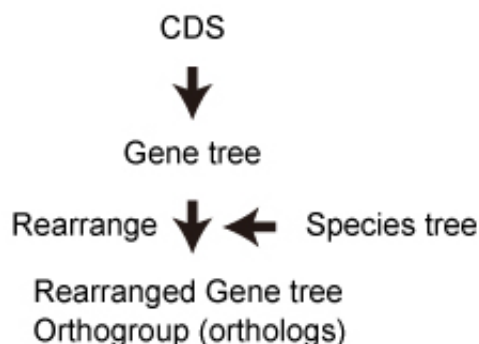 CDS
Gene tree
Rearrange
Species tree
Rearranged Gene tree
Orthogroup (orthologs)